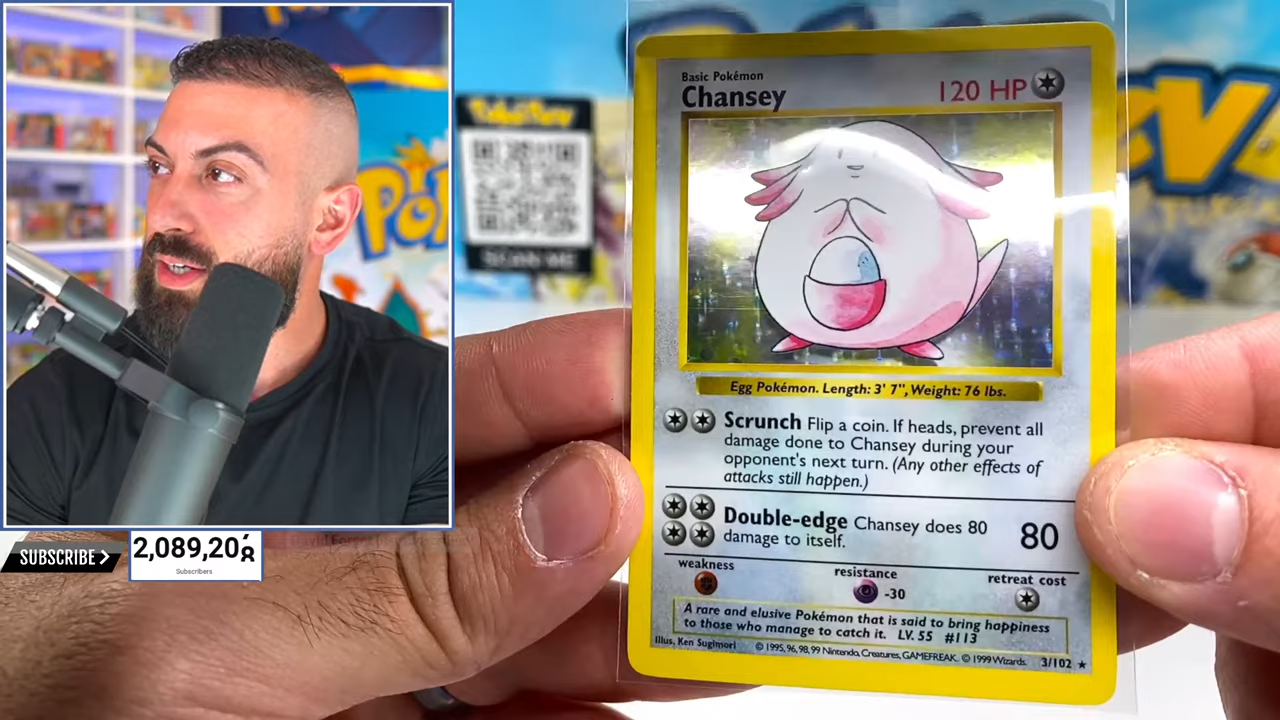 SUBSCRIBE
2,089,20
Subscribers
SCAN ME
Basic Pokémon
Chansey
120 HP
Egg Pokémon. Length: 3' 7", Weight: 76 lbs.
Scrunch Flip a coin. If heads, prevent all
damage done to Chansey during your
opponent's next turn. (Any other effects of
attacks still happen.)
Double-edge Chansey does 80
damage to itself.
80
weakness
resistance
retreat cost
-30
A rare and elusive Pokémon that is said to bring happiness
to those who manage to catch it. LV. 55 #113
Illus. Ken Sugimori
© 1995, 96, 98, 99 Nintendo, Creatures, GAMEFREAK. © 1999 Wizards.
3/102